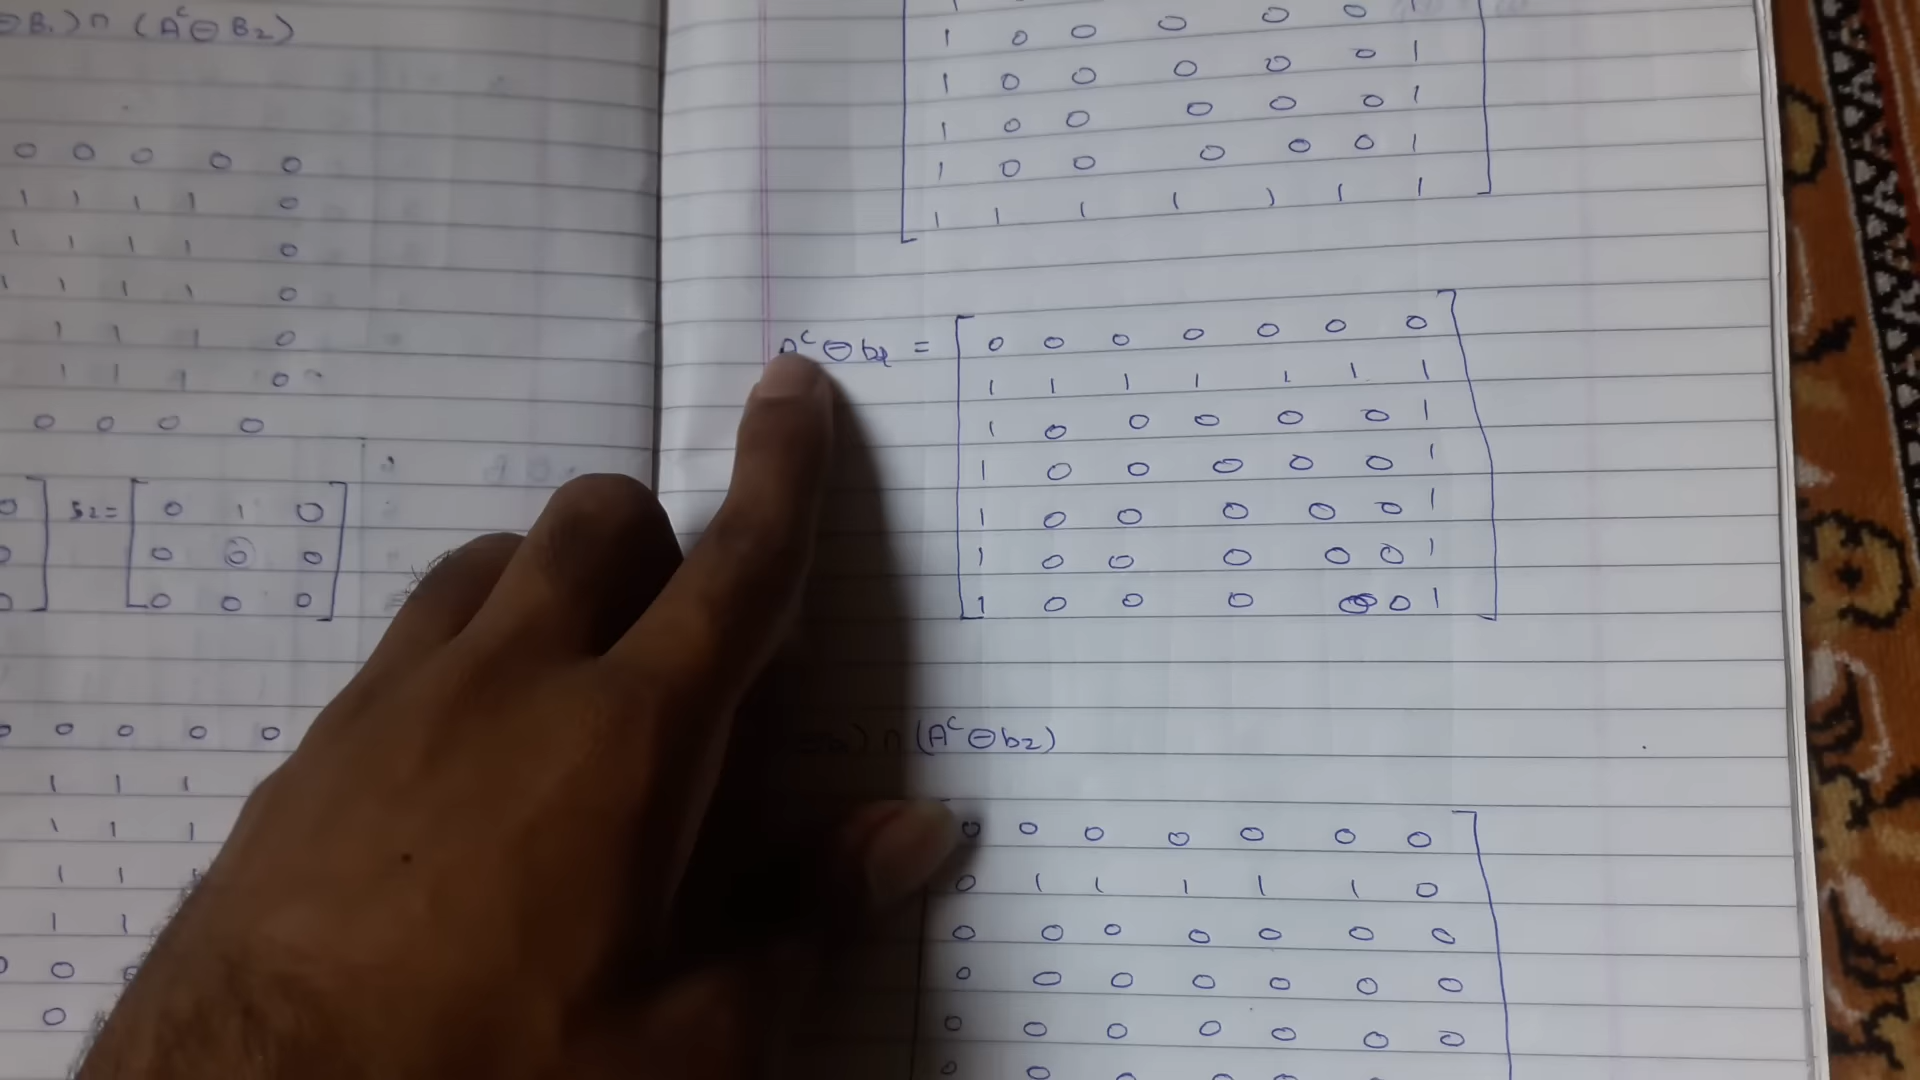 ⊖B₁) ∩ (Aᶜ⊖B₂)
0 0 0 0 0
1 1 1 1 0
1 1 1 1 0
1 1 1 1 0
1 1 1 0
1 1 1 0
0 0 0 0
0 ] S2 = [ 0 1 0
0 0 0 0
0 ] 0 0 0 ]
0 0 0 0 0
1 1 1
1 1 1
1 1
1 1
0 0
0
1 0 0 0 0 0
1 0 0 0 0 0 1
1 0 0 0 0 0 1
1 0 0 0 0 0 1
1 1 1 1 1 1 1
Aᶜ⊖b2 = [ 0 0 0 0 0 0 0 ]
1 1 1 1 1 1 1
1 0 0 0 0 0 1
1 0 0 0 0 0 1
1 0 0 0 0 0 1
1 0 0 0 0 0 1
1 0 0 0 0 0 1
) ∩ (Aᶜ⊖b2)
0 0 0 0 0 0 0
0 1 1 1 1 1 0
0 0 0 0 0 0 0
0 0 0 0 0 0 0
0 0 0 0 0 0 0
0 0